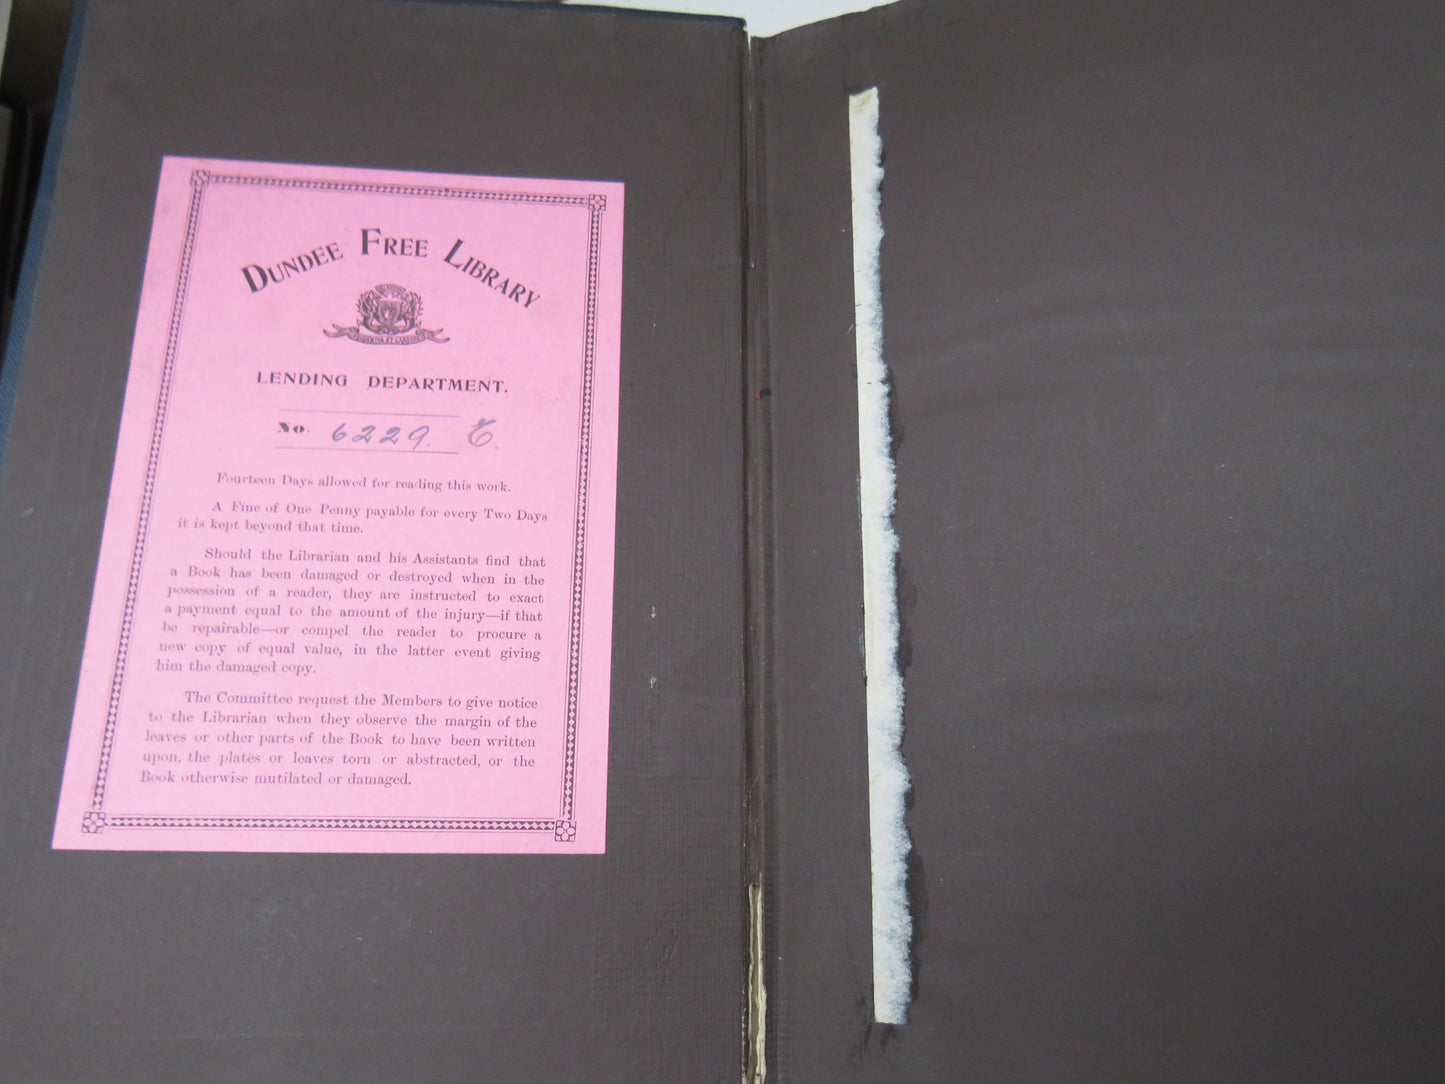 DUNDEE FREE LIBRARY
PRUDENTIA ET CANDORE
LENDING DEPARTMENT.
No. 6229. C.
Fourteen Days allowed for reading this work.
A Fine of One Penny payable for every Two Days
it is kept beyond that time.
Should the Librarian and his Assistants find that
a Book has been damaged or destroyed when in the
possession of a reader, they are instructed to exact
a payment equal to the amount of the injury—if that
be repairable—or compel the reader to procure a
new copy of equal value, in the latter event giving
him the damaged copy.
The Committee request the Members to give notice
to the Librarian when they observe the margin of the
leaves or other parts of the Book to have been written
upon, the plates or leaves torn or abstracted, or the
Book otherwise mutilated or damaged.